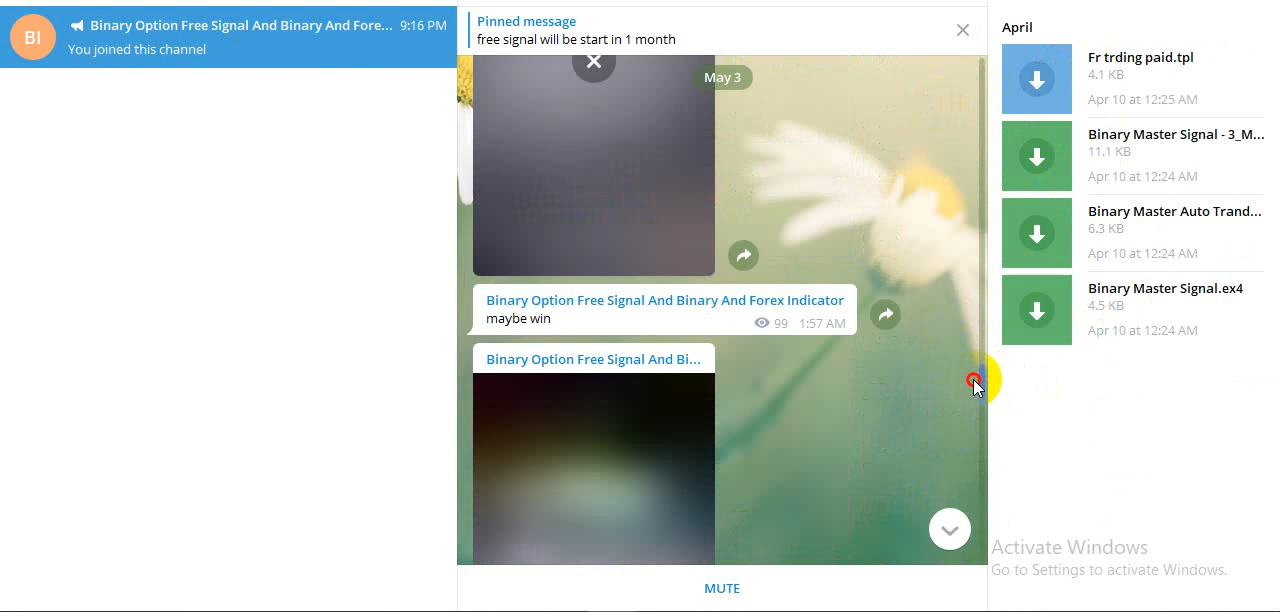 BI
Binary Option Free Signal And Binary And Fore... 9:16 PM
You joined this channel
Pinned message
free signal will be start in 1 month
May 3
Binary Option Free Signal And Binary And Forex Indicator
maybe win
99 1:57 AM
Binary Option Free Signal And Bi...
MUTE
April
Fr trding paid.tpl
4.1 KB
Apr 10 at 12:25 AM
Binary Master Signal - 3_M...
11.1 KB
Apr 10 at 12:24 AM
Binary Master Auto Trand...
6.3 KB
Apr 10 at 12:24 AM
Binary Master Signal.ex4
4.5 KB
Apr 10 at 12:24 AM
Activate Windows
Go to Settings to activate Windows.